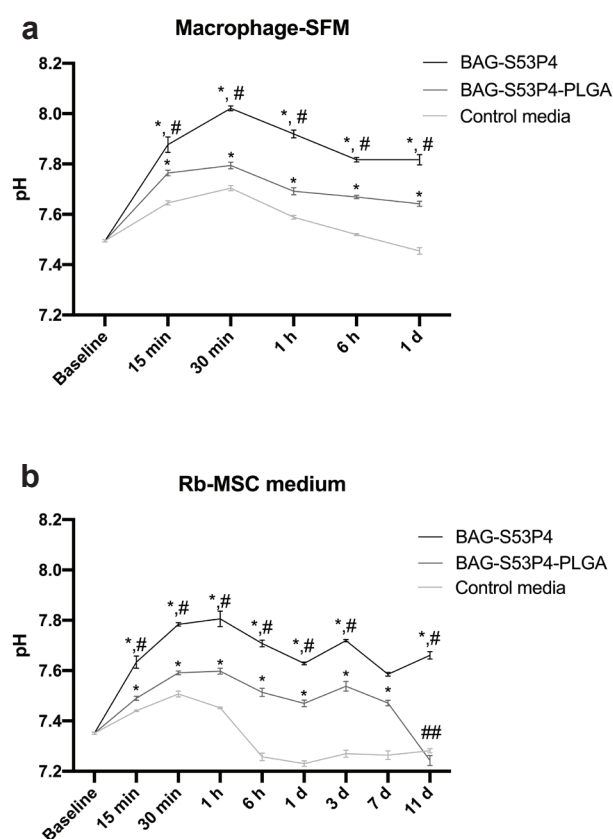 a
Macrophage-SFM
BAG-S53P4
BAG-S53P4-PLGA
Control media
pH
8.2
8.0
7.8
7.6
7.4
7.2
*, #
*, #
*, #
*, #
*, #
*
*
*
*
*
Baseline
15 min
30 min
1 h
6 h
1 d
b
Rb-MSC medium
BAG-S53P4
BAG-S53P4-PLGA
Control media
pH
8.2
8.0
7.8
7.6
7.4
7.2
*,#
*,#
*,#
*,#
*,#
*,#
*,#
*
*
*
*
*
*
*
##
Baseline
15 min
30 min
1 h
6 h
1 d
3 d
7 d
11 d